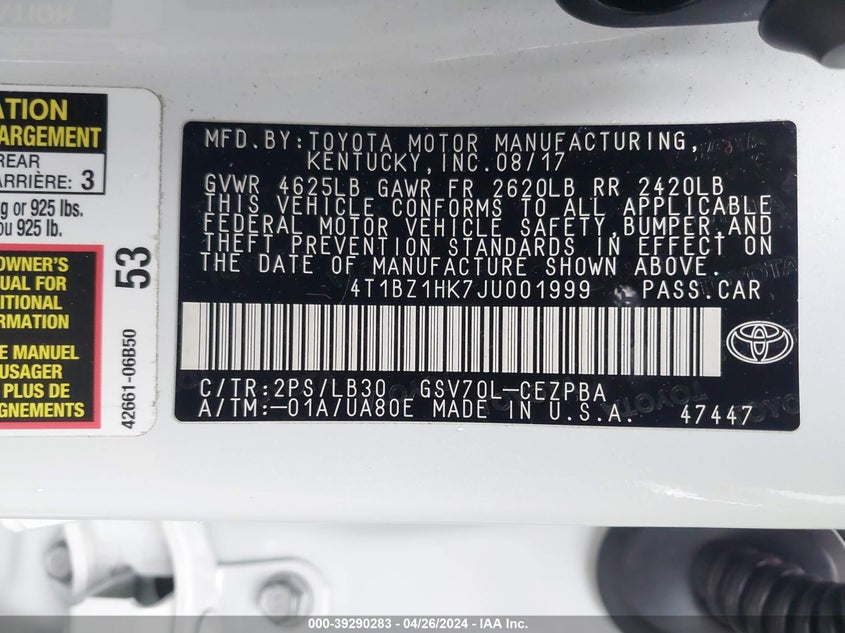 ATION
ARGEMENT
REAR
ARRIÈRE: 3
g or 925 lbs.
ou 925 lb.
OWNER'S
UAL FOR
ITIONAL
RMATION
E MANUEL
USAGER
PLUS DE
IGNEMENTS
53
42661-06B50
MFD.BY:TOYOTA MOTOR MANUFACTURING,
KENTUCKY,INC.08/17
GVWR 4625LB GAWR FR 2620LB RR 2420LB
THIS VEHICLE CONFORMS TO ALL APPLICABLE
FEDERAL MOTOR VEHICLE SAFETY,BUMPER,AND
THEFT PREVENTION STANDARDS IN EFFECT ON
THE DATE OF MANUFACTURE SHOWN ABOVE.
4T1BZ1HK7JU001999 PASS.CAR
C/TR:2PS/LB30 GSV70L-CEZPBA
A/TM:-01A/UA80E MADE IN U.S.A. 47447
000-39290283 - 04/26/2024 - IAA Inc.